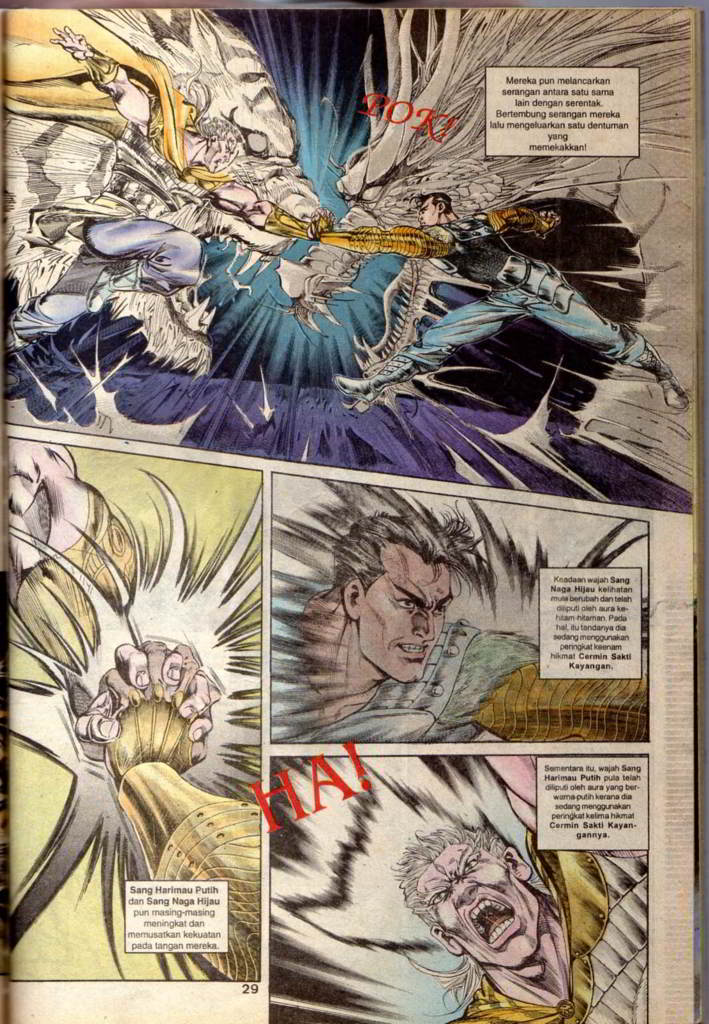 Mereka pun melancarkan
serangan antara satu sama
lain dengan serentak.
Bertembung serangan mereka
lalu mengeluarkan satu dentuman
yang
memekakkan!
POK!
Keadaan wajah Sang
Naga Hijau kelihatan
mula berubah dan telah
diliputi oleh aura ke-
hitam-hitaman. Pada
hal, itu tandanya dia
sedang menggunakan
peringkat keenam
hikmat Cermin Sakti
Kayangan.
Sang Harimau Putih
dan Sang Naga Hijau
pun masing-masing
meningkat dan
memusatkan kekuatan
pada tangan mereka.
HA!
Sementara itu, wajah Sang
Harimau Putih pula telah
diliputi oleh aura yang ber-
warna putih kerana dia
sedang menggunakan
peringkat kelima hikmat
Cermin Sakti Kayan-
gannya.
29